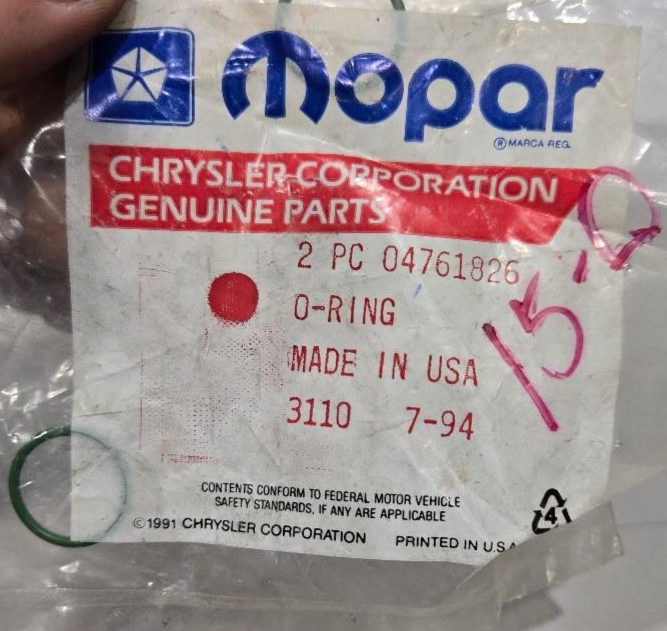 Mopar
® MARCA REG.
CHRYSLER CORPORATION
GENUINE PARTS
2 PC 04761826
O-RING
MADE IN USA
3110 7-94
15-D
CONTENTS CONFORM TO FEDERAL MOTOR VEHICLE
SAFETY STANDARDS, IF ANY ARE APPLICABLE
©1991 CHRYSLER CORPORATION PRINTED IN U.S.A
4